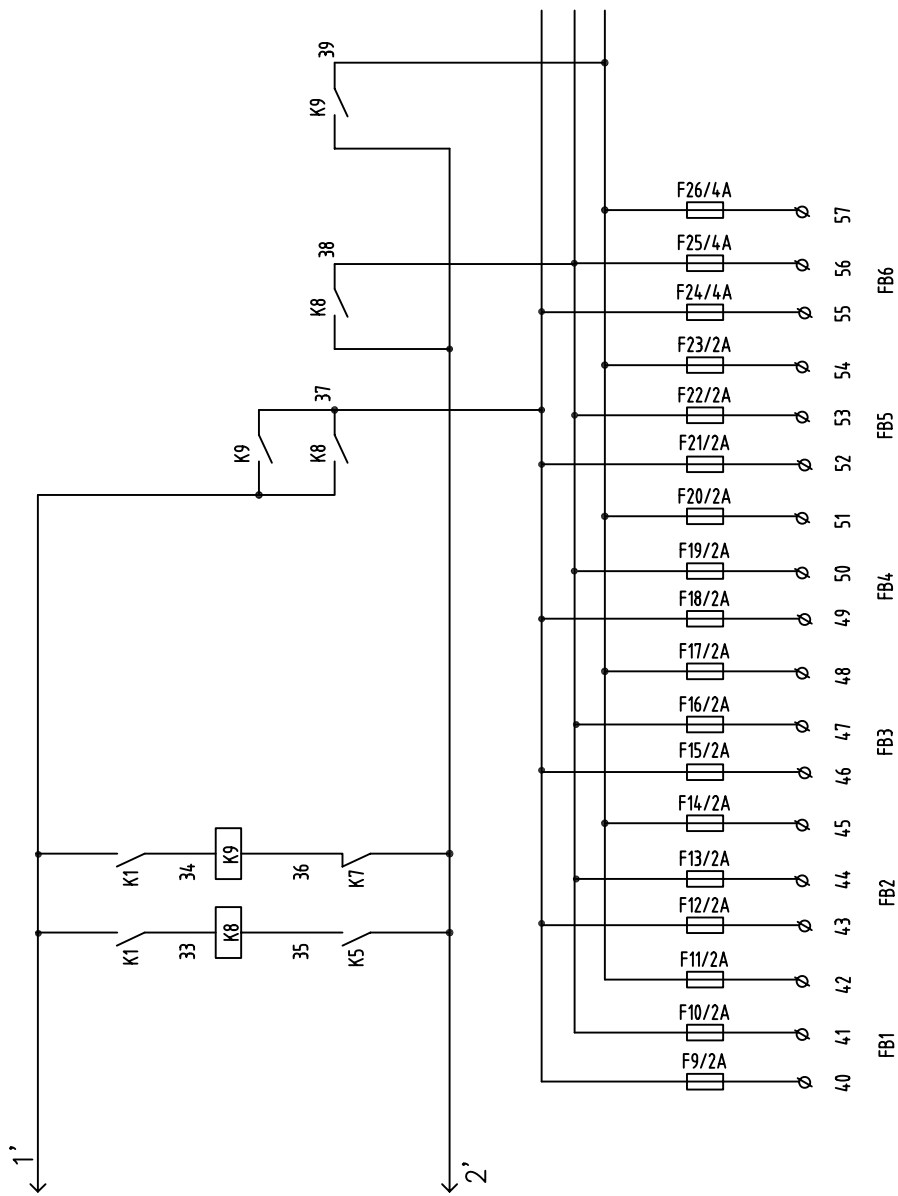 39
K9
F26/4A
57
38
F25/4A
56
FB6
K8
F24/4A
55
F23/2A
54
37
F22/2A
53
FB5
K9
K8
F21/2A
52
F20/2A
51
F19/2A
50
FB4
F18/2A
49
F17/2A
48
F16/2A
47
FB3
F15/2A
46
F14/2A
45
K1
34
K9
36
K7
F13/2A
44
FB2
F12/2A
43
K1
33
K8
35
K5
F11/2A
42
F10/2A
41
FB1
F9/2A
40
1'
2'